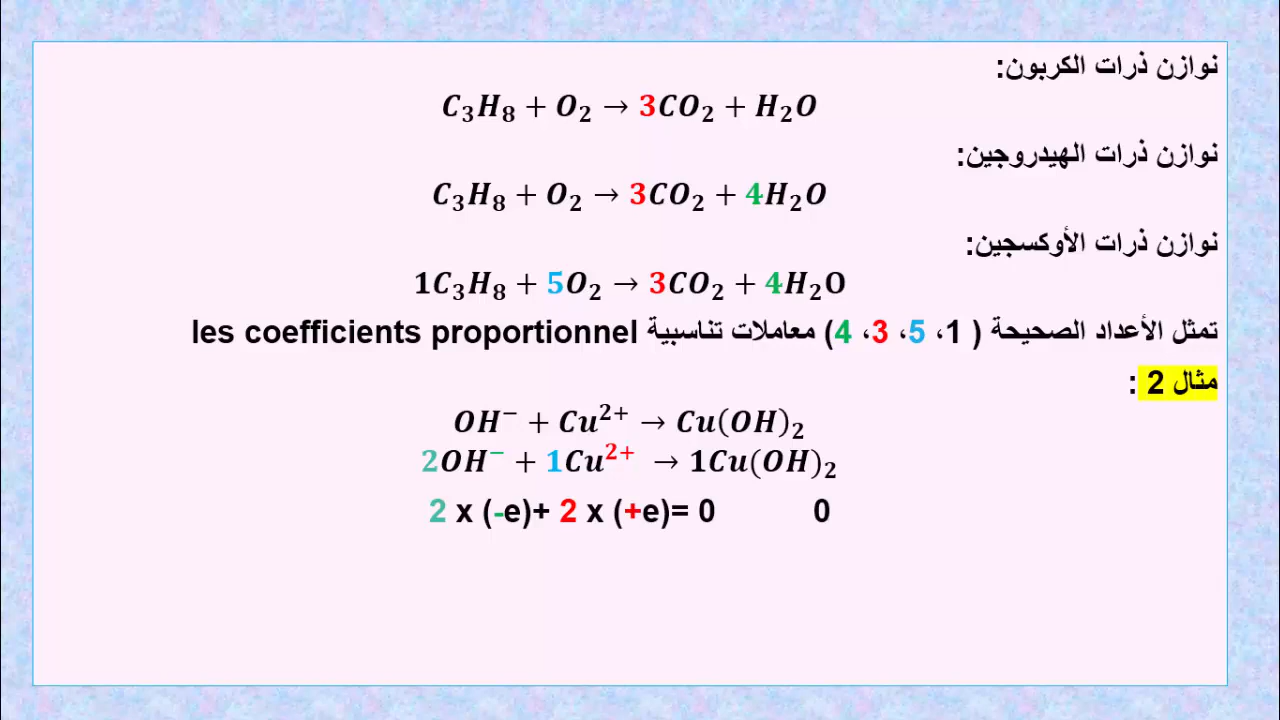 نوازن ذرات الكربون:
C₃H₈ + O₂ → 3CO₂ + H₂O
نوازن ذرات الهيدروجين:
C₃H₈ + O₂ → 3CO₂ + 4H₂O
نوازن ذرات الأوكسجين:
1C₃H₈ + 5O₂ → 3CO₂ + 4H₂O
تمثل الأعداد الصحيحة ( 1، 5، 3، 4) معاملات تناسبية les coefficients proportionnel
مثال 2 :
OH⁻ + Cu²⁺ → Cu(OH)₂
2OH⁻ + 1Cu²⁺ → 1Cu(OH)₂
2 x (-e)+ 2 x (+e)= 0 0